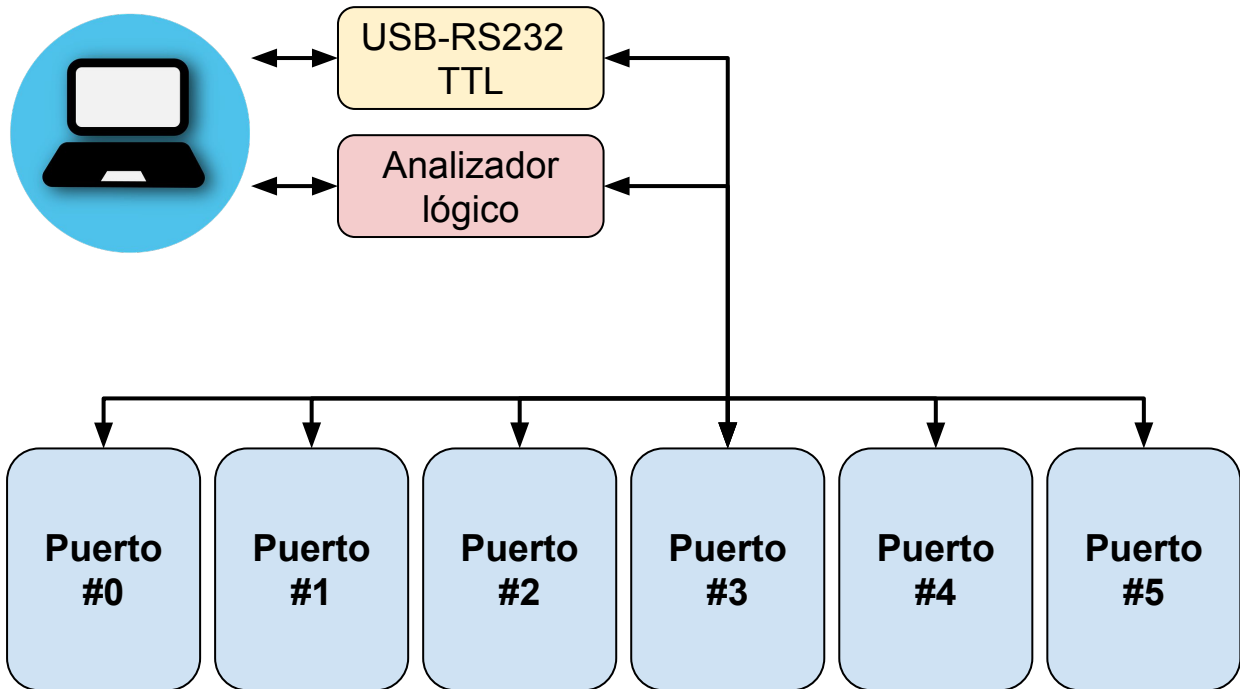 USB-RS232
TTL
Analizador
lógico
Puerto
#0
Puerto
#1
Puerto
#2
Puerto
#3
Puerto
#4
Puerto
#5